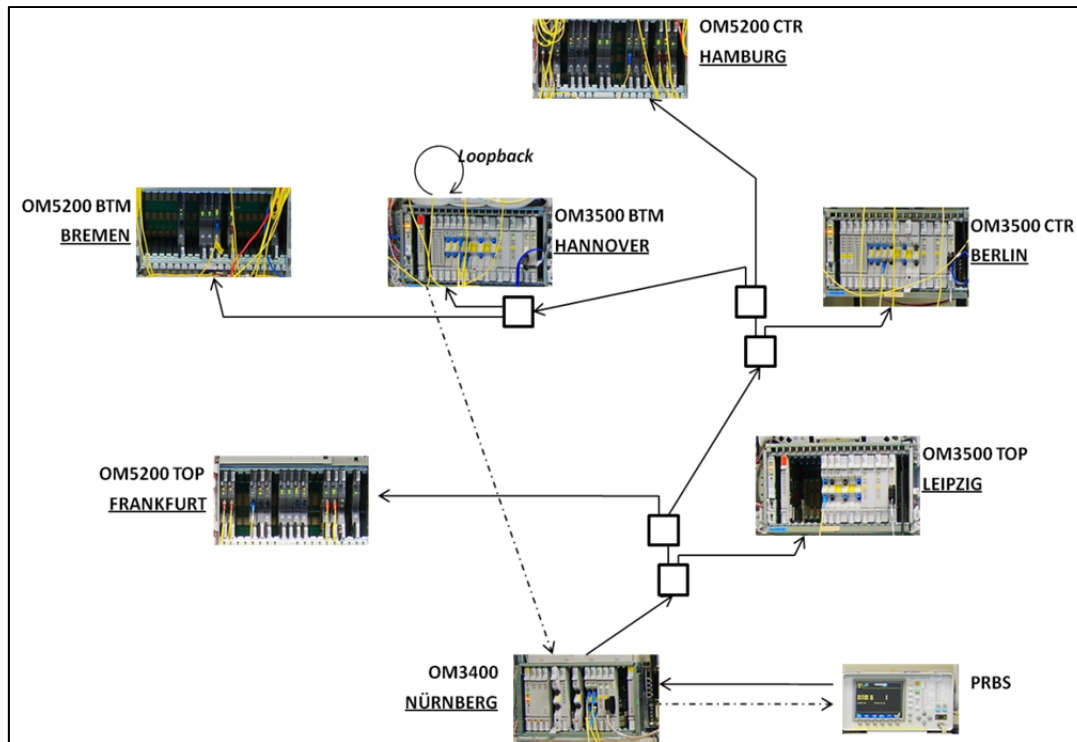 OM5200 CTR
HAMBURG
Loopback
OM5200 BTM
BREMEN
OM3500 BTM
HANNOVER
OM3500 CTR
BERLIN
OM5200 TOP
FRANKFURT
OM3500 TOP
LEIPZIG
OM3400
NÜRNBERG
PRBS